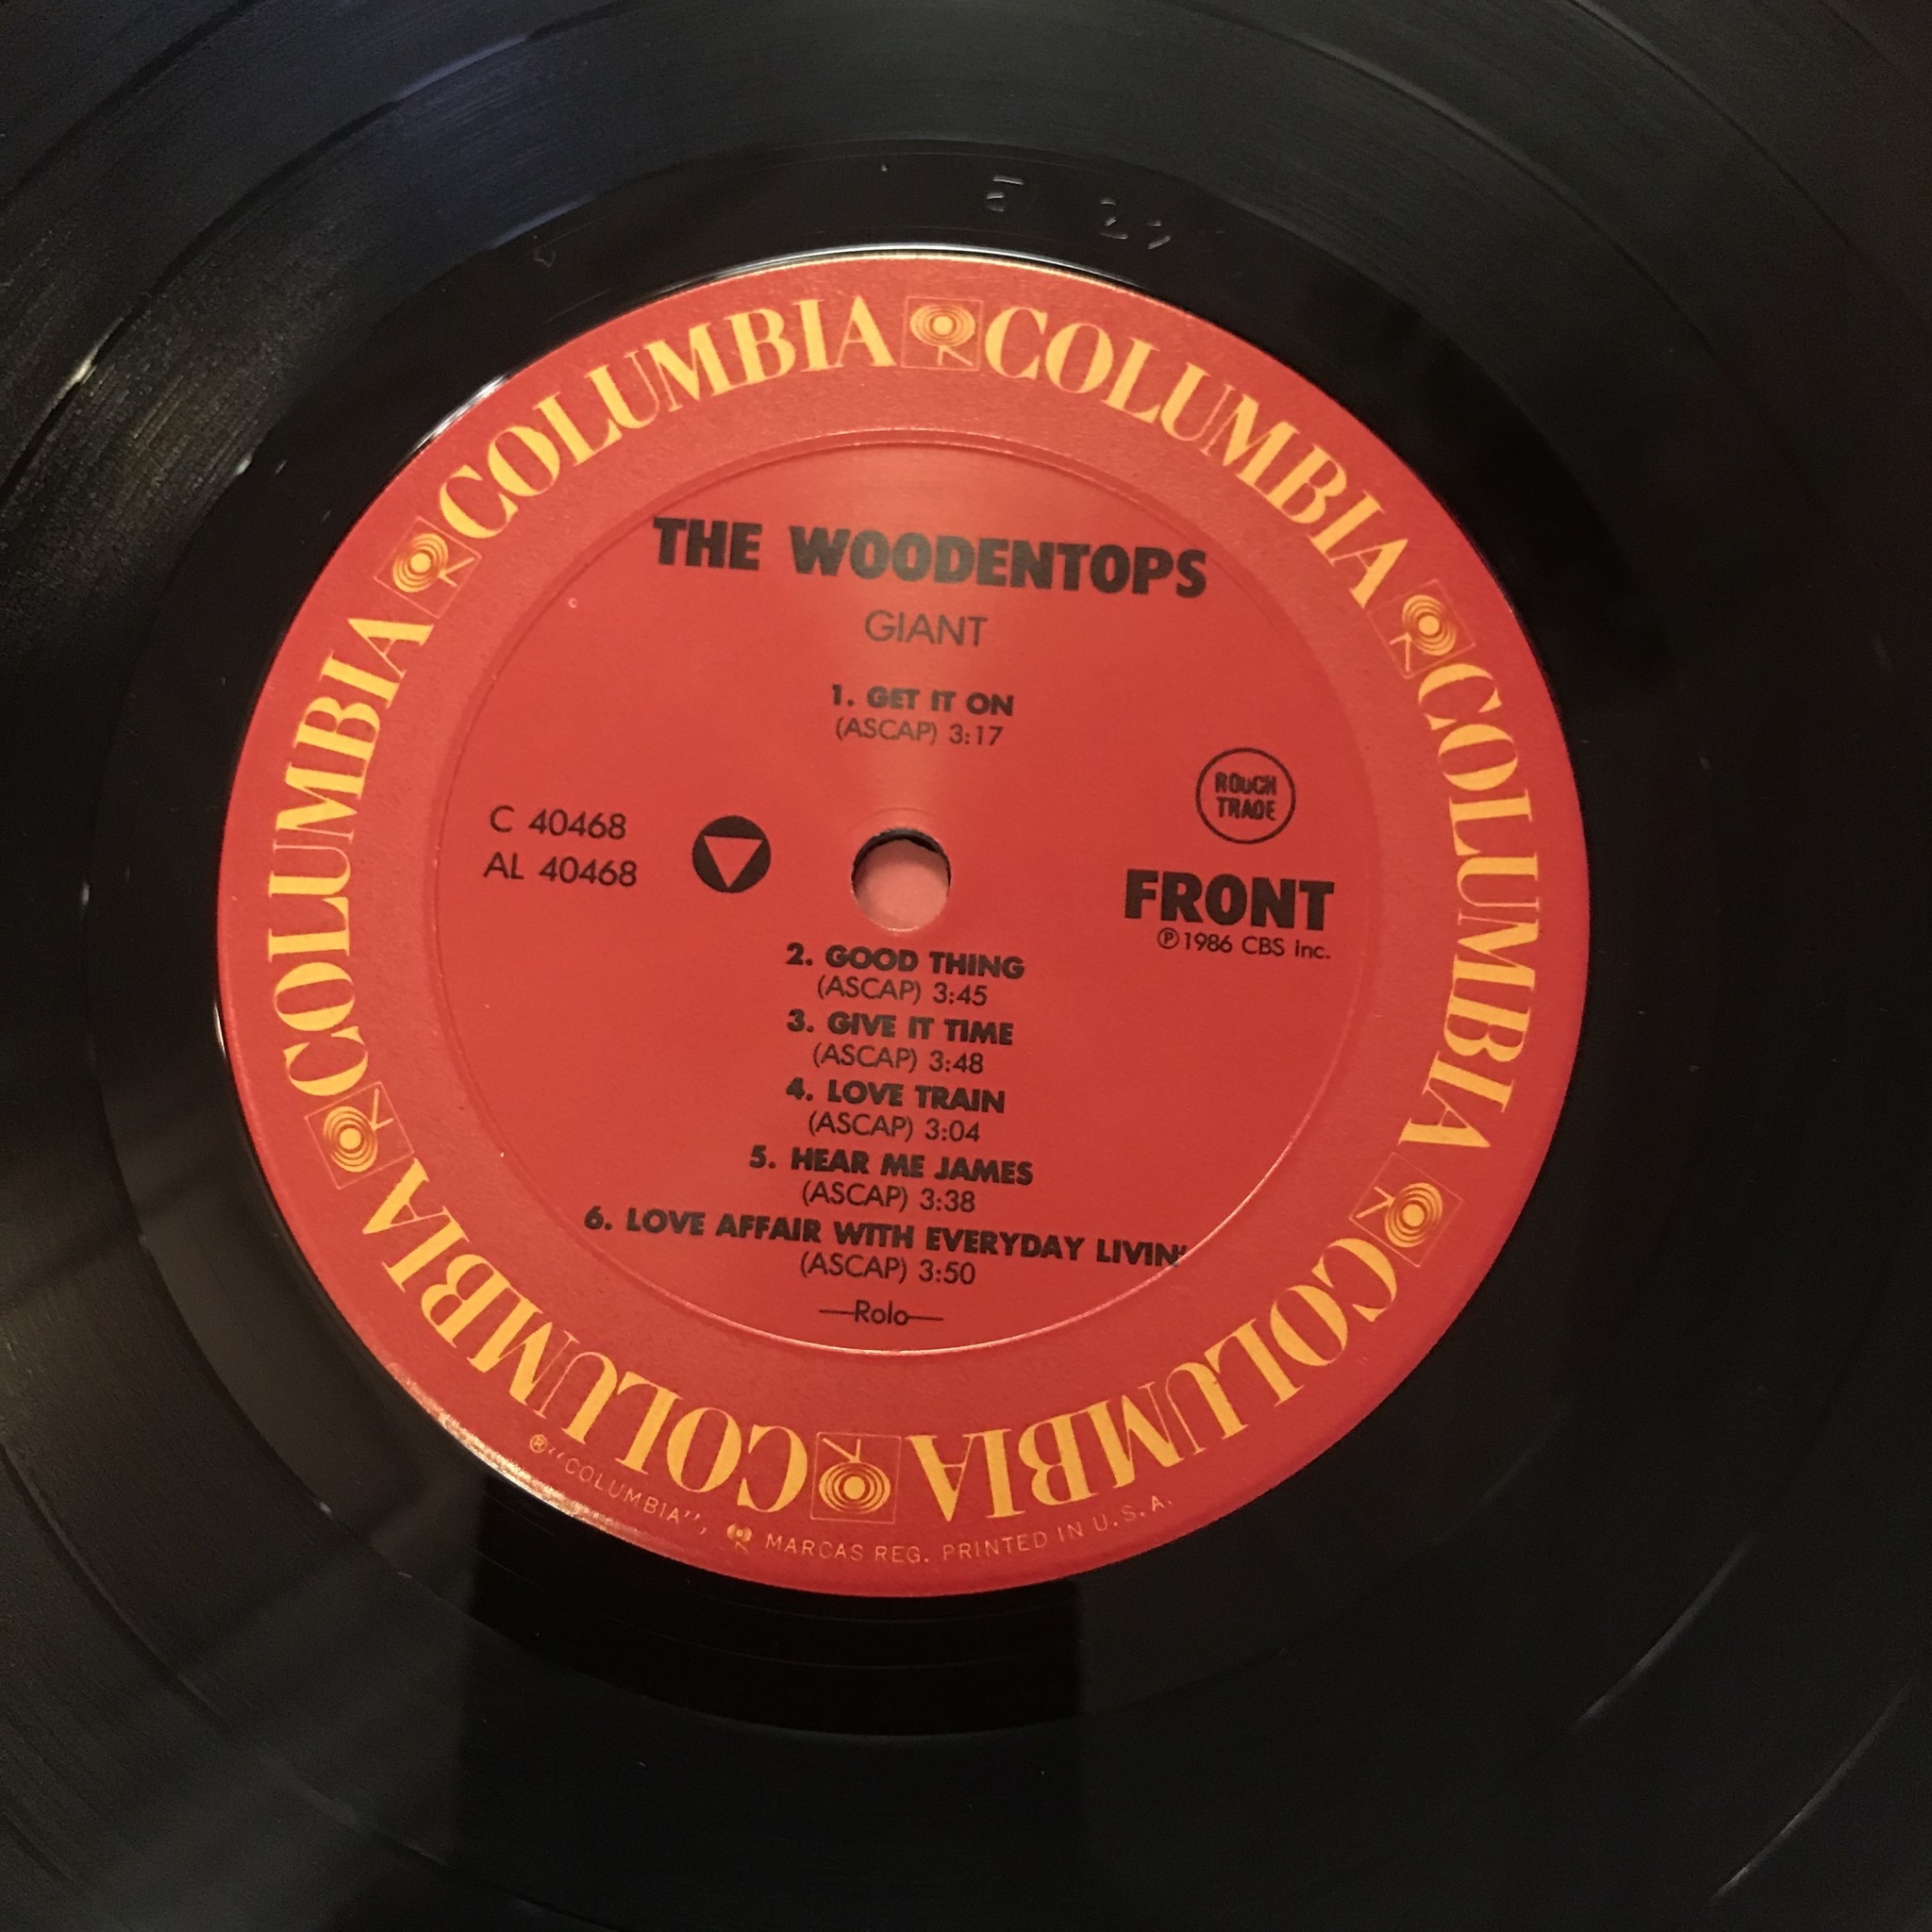 COLUMBIA COLUMBIA COLUMBIA COLUMBIA COLUMBIA COLUMBIA COLUMBIA
THE WOODENTOPS
GIANT
1. GET IT ON
(ASCAP) 3:17
C 40468
AL 40468
ROUGH
TRADE
FRONT
℗ 1986 CBS Inc.
2. GOOD THING
(ASCAP) 3:45
3. GIVE IT TIME
(ASCAP) 3:48
4. LOVE TRAIN
(ASCAP) 3:04
5. HEAR ME JAMES
(ASCAP) 3:38
6. LOVE AFFAIR WITH EVERYDAY LIVIN'
(ASCAP) 3:50
—Rolo—
® "COLUMBIA", MARCAS REG. PRINTED IN U.S.A.